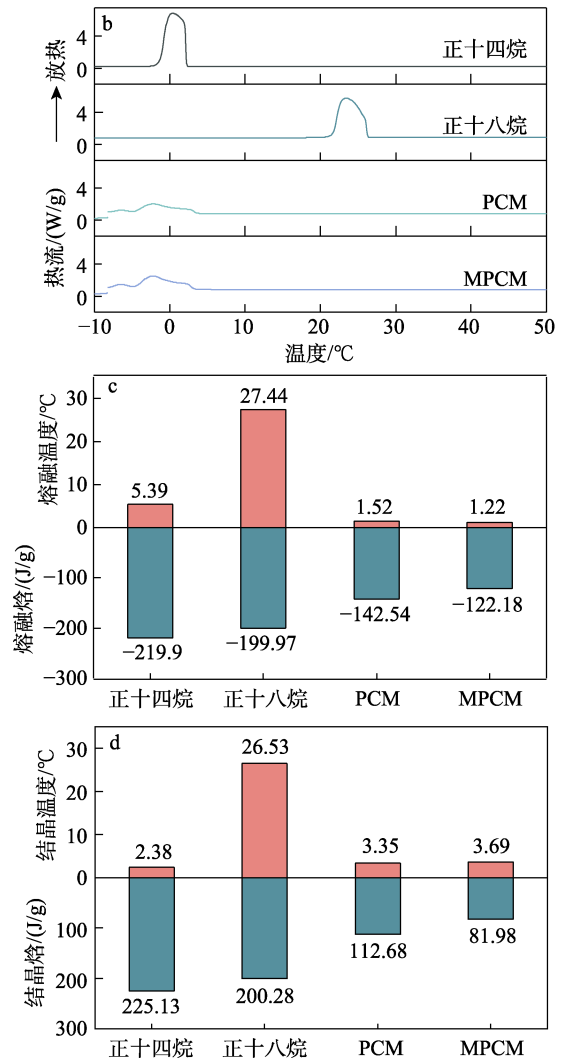 b
放热
热流/(W/g)
4
0
正十四烷
4
0
正十八烷
4
0
PCM
4
0
MPCM
−10
0
10
20
30
40
50
温度/℃
c
熔融温度/℃
熔融焓/(J/g)
30
20
10
0
−100
−200
−300
5.39
27.44
1.52
1.22
−219.9
−199.97
−142.54
−122.18
正十四烷
正十八烷
PCM
MPCM
d
结晶温度/℃
结晶焓/(J/g)
30
20
10
0
100
200
300
2.38
26.53
3.35
3.69
225.13
200.28
112.68
81.98
正十四烷
正十八烷
PCM
MPCM